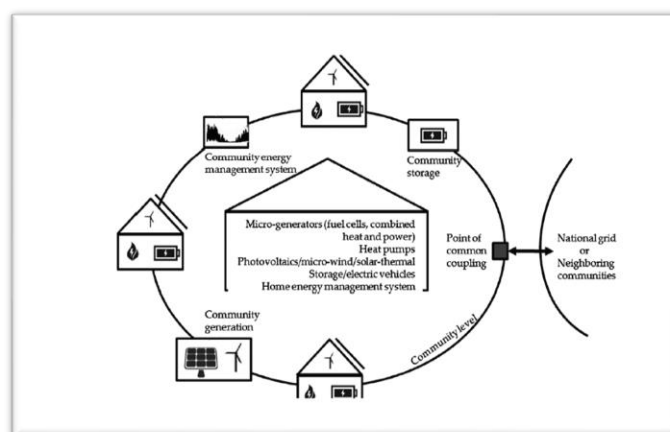 Community energy
management system
Community
storage
Micro-generators (fuel cells, combined
heat and power)
Heat pumps
Photovoltaics/micro-wind/solar-thermal
Storage/electric vehicles
Home energy management system
Point of
common
coupling
National grid
or
Neighboring
communities
Community
generation
Community level